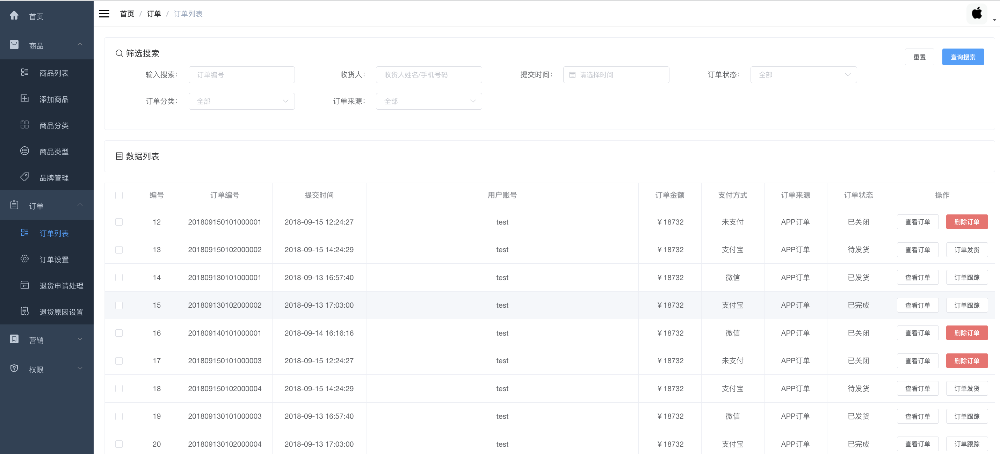 首页
商品
商品列表
添加商品
商品分类
商品类型
品牌管理
订单
订单列表
订单设置
退货申请处理
退货原因设置
营销
权限
首页 / 订单 / 订单列表
筛选搜索
重置 查询搜索
输入搜索： 订单编号 收货人： 收货人姓名/手机号码 提交时间： 请选择时间 订单状态： 全部
订单分类： 全部 订单来源： 全部
数据列表
编号 订单编号 提交时间 用户账号 订单金额 支付方式 订单来源 订单状态 操作
12 201809150101000001 2018-09-15 12:24:27 test ￥18732 未支付 APP订单 已关闭 查看订单 删除订单
13 201809150102000002 2018-09-15 14:24:29 test ￥18732 支付宝 APP订单 待发货 查看订单 订单发货
14 201809130101000001 2018-09-13 16:57:40 test ￥18732 微信 APP订单 已发货 查看订单 订单跟踪
15 201809130102000002 2018-09-13 17:03:00 test ￥18732 支付宝 APP订单 已完成 查看订单 订单跟踪
16 201809140101000001 2018-09-14 16:16:16 test ￥18732 微信 APP订单 已关闭 查看订单 删除订单
17 201809150101000003 2018-09-15 12:24:27 test ￥18732 未支付 APP订单 已关闭 查看订单 删除订单
18 201809150102000004 2018-09-15 14:24:29 test ￥18732 支付宝 APP订单 待发货 查看订单 订单发货
19 201809130101000003 2018-09-13 16:57:40 test ￥18732 微信 APP订单 已发货 查看订单 订单跟踪
20 201809130102000004 2018-09-13 17:03:00 test ￥18732 支付宝 APP订单 已完成 查看订单 订单跟踪